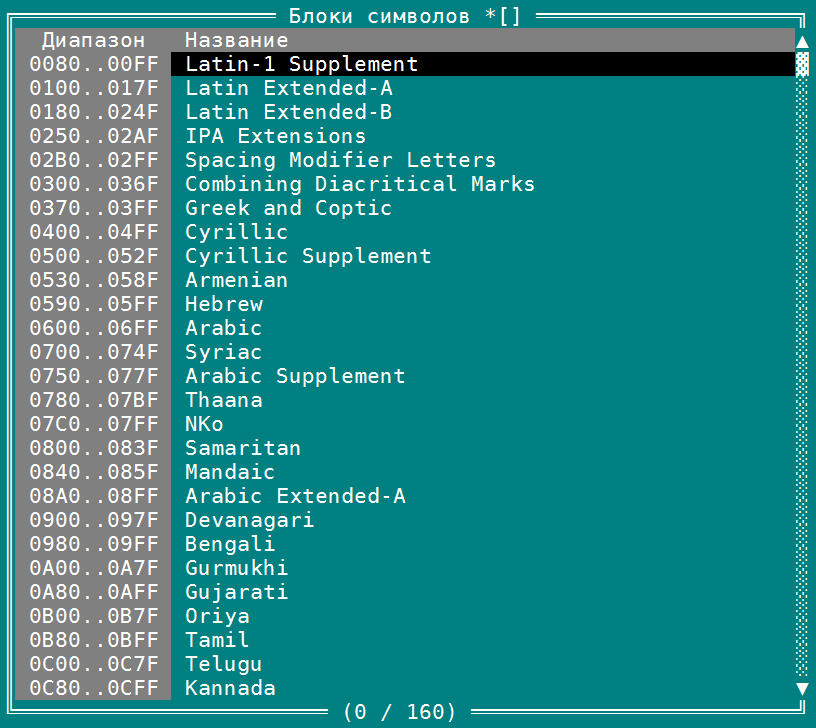 Блоки символов *[]
Диапазон Название
0080..00FF Latin-1 Supplement
0100..017F Latin Extended-A
0180..024F Latin Extended-B
0250..02AF IPA Extensions
02B0..02FF Spacing Modifier Letters
0300..036F Combining Diacritical Marks
0370..03FF Greek and Coptic
0400..04FF Cyrillic
0500..052F Cyrillic Supplement
0530..058F Armenian
0590..05FF Hebrew
0600..06FF Arabic
0700..074F Syriac
0750..077F Arabic Supplement
0780..07BF Thaana
07C0..07FF NKo
0800..083F Samaritan
0840..085F Mandaic
08A0..08FF Arabic Extended-A
0900..097F Devanagari
0980..09FF Bengali
0A00..0A7F Gurmukhi
0A80..0AFF Gujarati
0B00..0B7F Oriya
0B80..0BFF Tamil
0C00..0C7F Telugu
0C80..0CFF Kannada
(0 / 160)